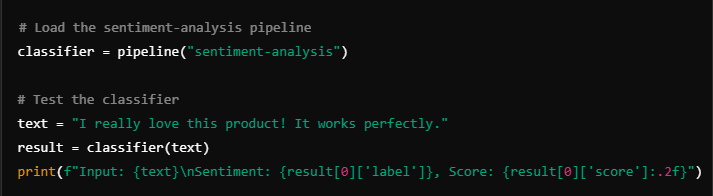 # Load the sentiment-analysis pipeline
classifier = pipeline("sentiment-analysis")
# Test the classifier
text = "I really love this product! It works perfectly."
result = classifier(text)
print(f"Input: {text}\nSentiment: {result[0]['label']}, Score: {result[0]['score']:.2f}")